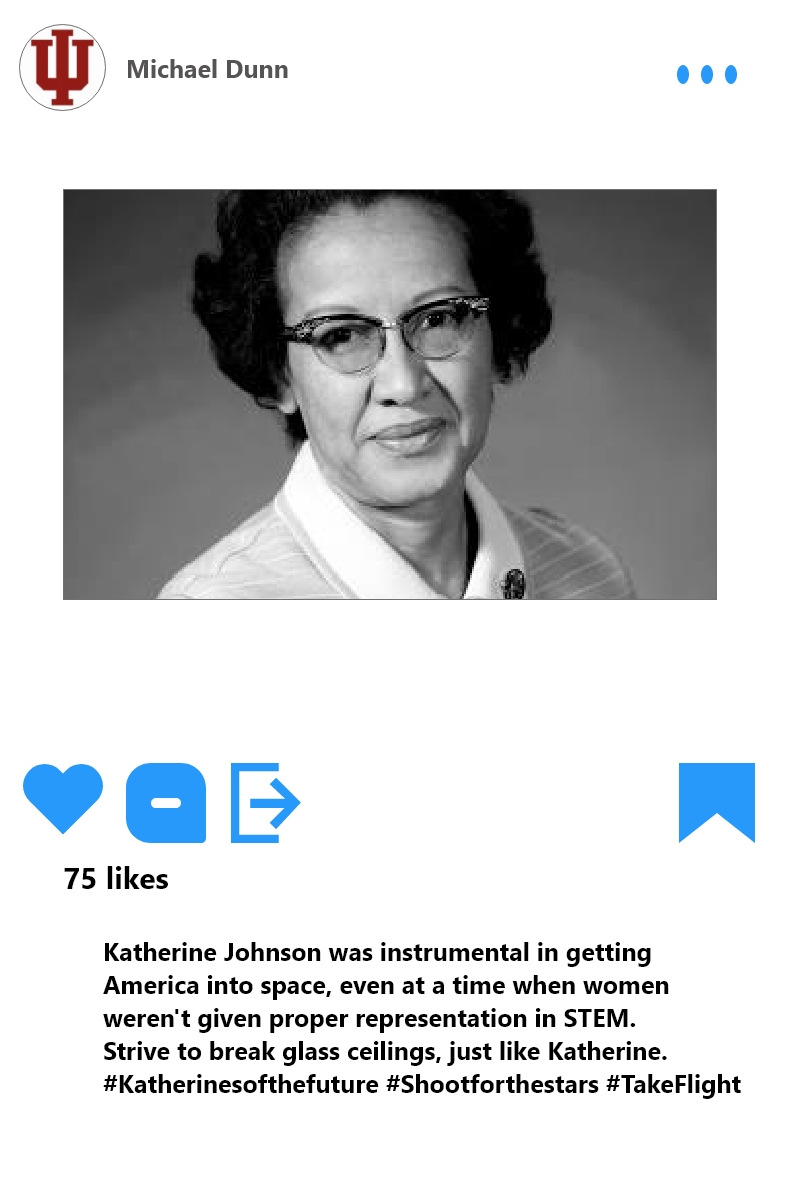 Michael Dunn
75 likes
Katherine Johnson was instrumental in getting
America into space, even at a time when women
weren't given proper representation in STEM.
Strive to break glass ceilings, just like Katherine.
#Katherinesofthefuture #Shootforthestars #TakeFlight